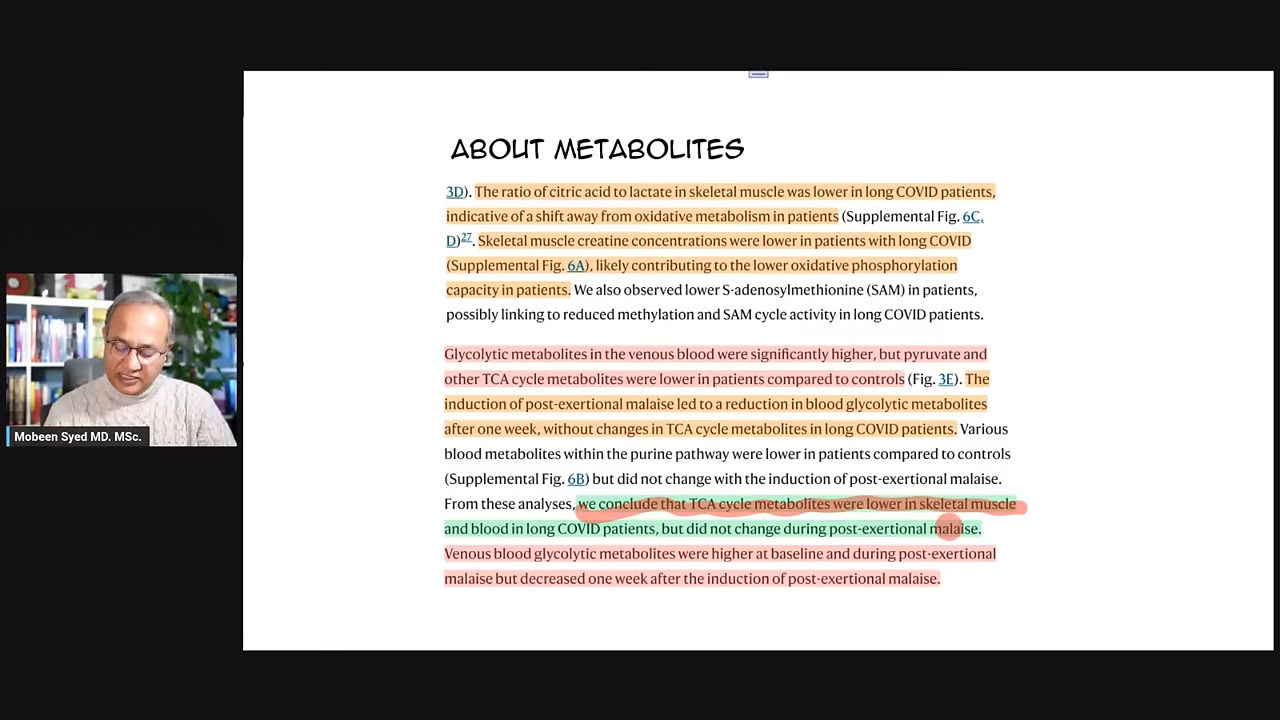 ABOUT METABOLITES
3D). The ratio of citric acid to lactate in skeletal muscle was lower in long COVID patients,
indicative of a shift away from oxidative metabolism in patients (Supplemental Fig. 6C,
D)27. Skeletal muscle creatine concentrations were lower in patients with long COVID
(Supplemental Fig. 6A), likely contributing to the lower oxidative phosphorylation
capacity in patients. We also observed lower S-adenosylmethionine (SAM) in patients,
possibly linking to reduced methylation and SAM cycle activity in long COVID patients.
Glycolytic metabolites in the venous blood were significantly higher, but pyruvate and
other TCA cycle metabolites were lower in patients compared to controls (Fig. 3E). The
induction of post-exertional malaise led to a reduction in blood glycolytic metabolites
after one week, without changes in TCA cycle metabolites in long COVID patients. Various
blood metabolites within the purine pathway were lower in patients compared to controls
(Supplemental Fig. 6B) but did not change with the induction of post-exertional malaise.
From these analyses, we conclude that TCA cycle metabolites were lower in skeletal muscle
and blood in long COVID patients, but did not change during post-exertional malaise.
Venous blood glycolytic metabolites were higher at baseline and during post-exertional
malaise but decreased one week after the induction of post-exertional malaise.
Mobeen Syed MD. MSc.